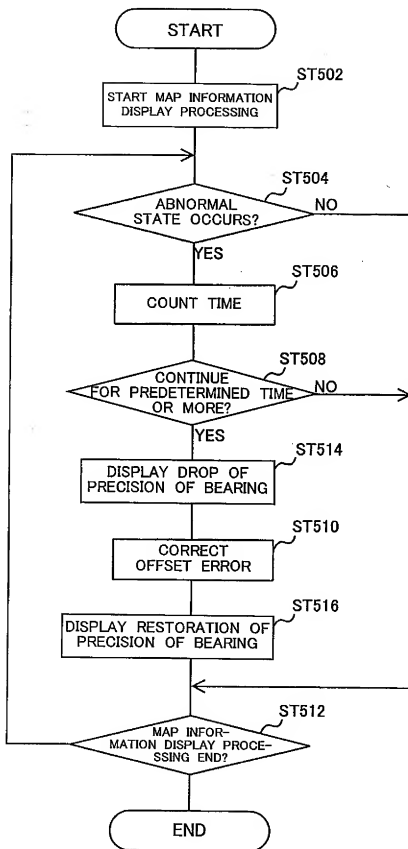 START
ST502
START MAP INFORMATION
DISPLAY PROCESSING
ST504
ABNORMAL
STATE OCCURS?
NO
YES
ST506
COUNT TIME
ST508
CONTINUE
FOR PREDETERMINED TIME
OR MORE?
NO
YES
ST514
DISPLAY DROP OF
PRECISION OF BEARING
ST510
CORRECT
OFFSET ERROR
ST516
DISPLAY RESTORATION OF
PRECISION OF BEARING
ST512
MAP INFOR-
MATION DISPLAY PROCE-
SSING END?
END